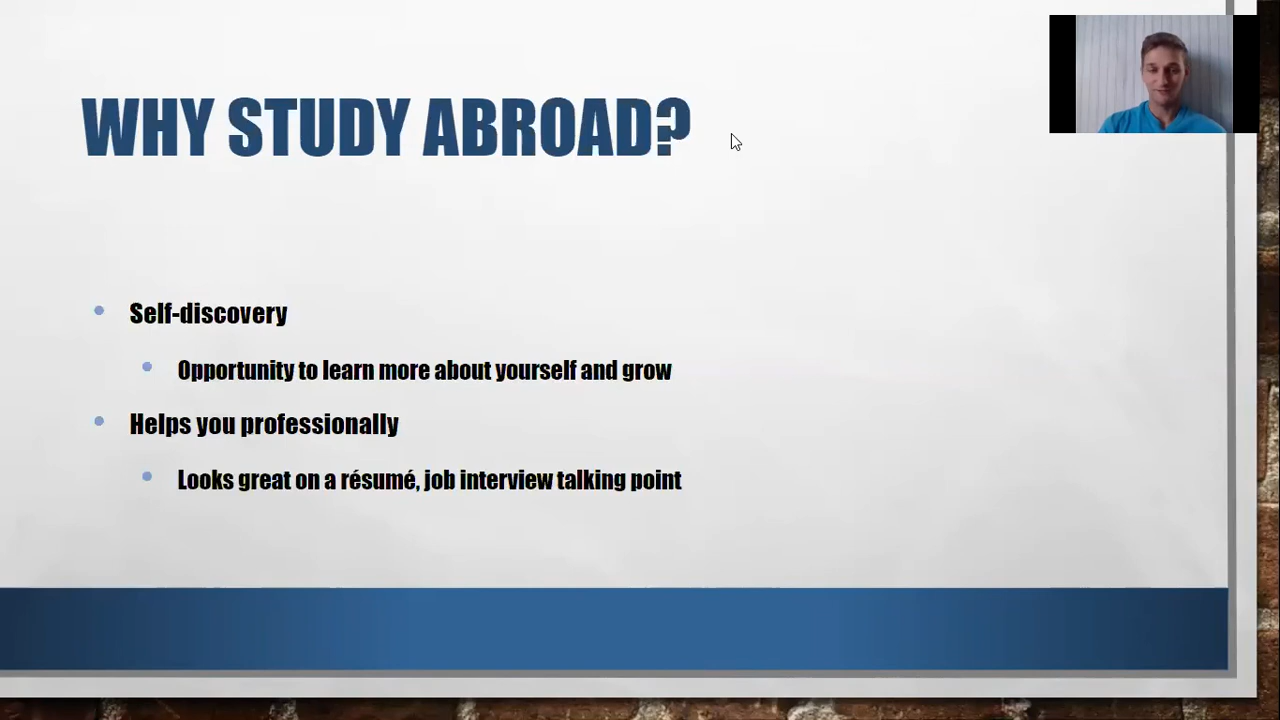 WHY STUDY ABROAD?
Self-discovery
Opportunity to learn more about yourself and grow
Helps you professionally
Looks great on a résumé, job interview talking point